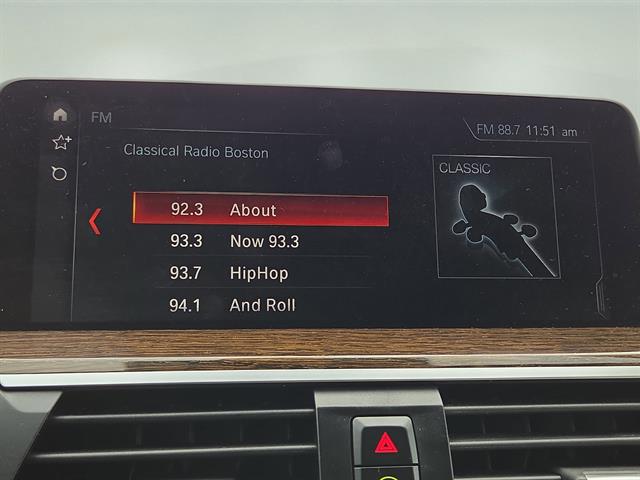 FM
FM 88.7 11:51 am
Classical Radio Boston
CLASSIC
92.3 About
93.3 Now 93.3
93.7 HipHop
94.1 And Roll